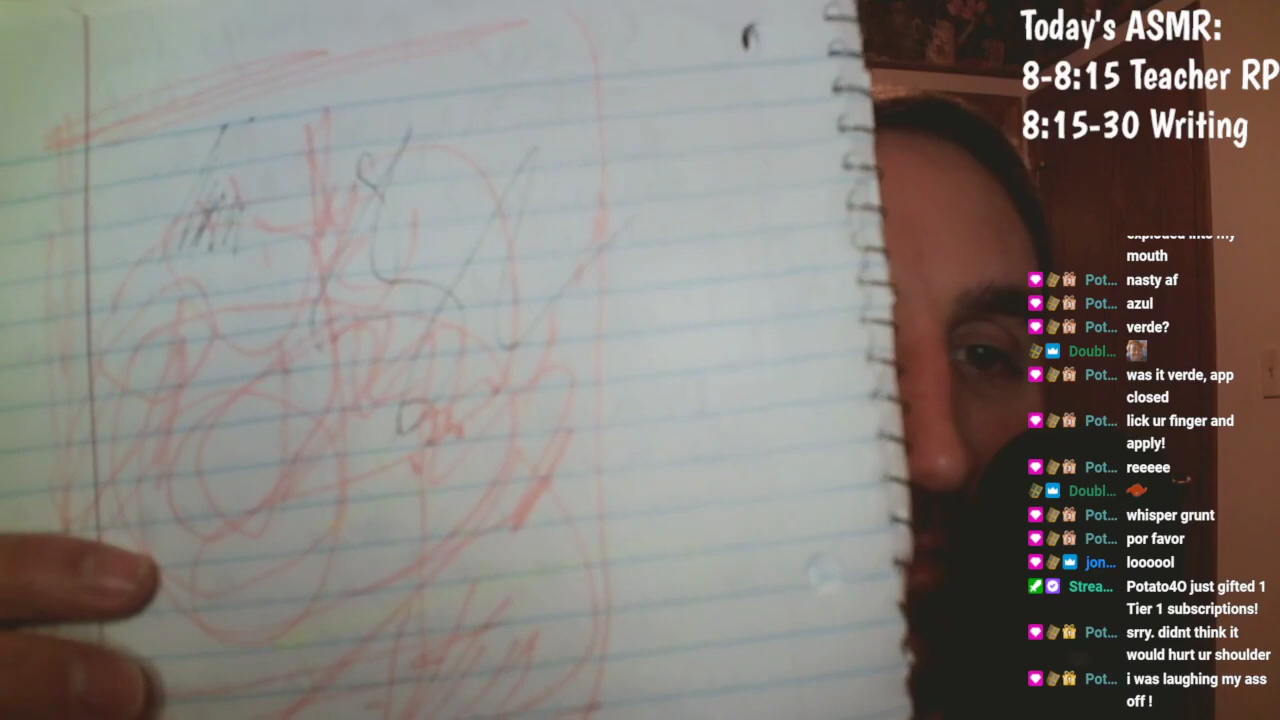 Today's ASMR:
8-8:15 Teacher RP
8:15-30 Writing
mouth
Pot... nasty af
Pot... azul
Pot... verde?
Doubl...
Pot... was it verde, app
closed
Pot... lick ur finger and
apply!
Pot... reeeee
Doubl...
Pot... whisper grunt
Pot... por favor
jon... loooool
Strea... Potato4O just gifted 1
Tier 1 subscriptions!
Pot... srry. didnt think it
would hurt ur shoulder
Pot... i was laughing my ass
off !